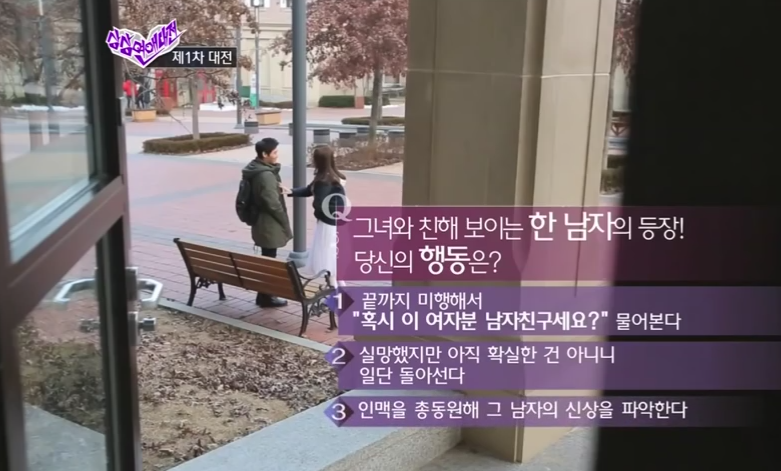 삼삼연애대전
제1차 대전
Q
그녀와 친해 보이는 한 남자의 등장!
당신의 행동은?
1 끝까지 미행해서
"혹시 이 여자분 남자친구세요?" 물어본다
2 실망했지만 아직 확실한 건 아니니
일단 돌아선다
3 인맥을 총동원해 그 남자의 신상을 파악한다